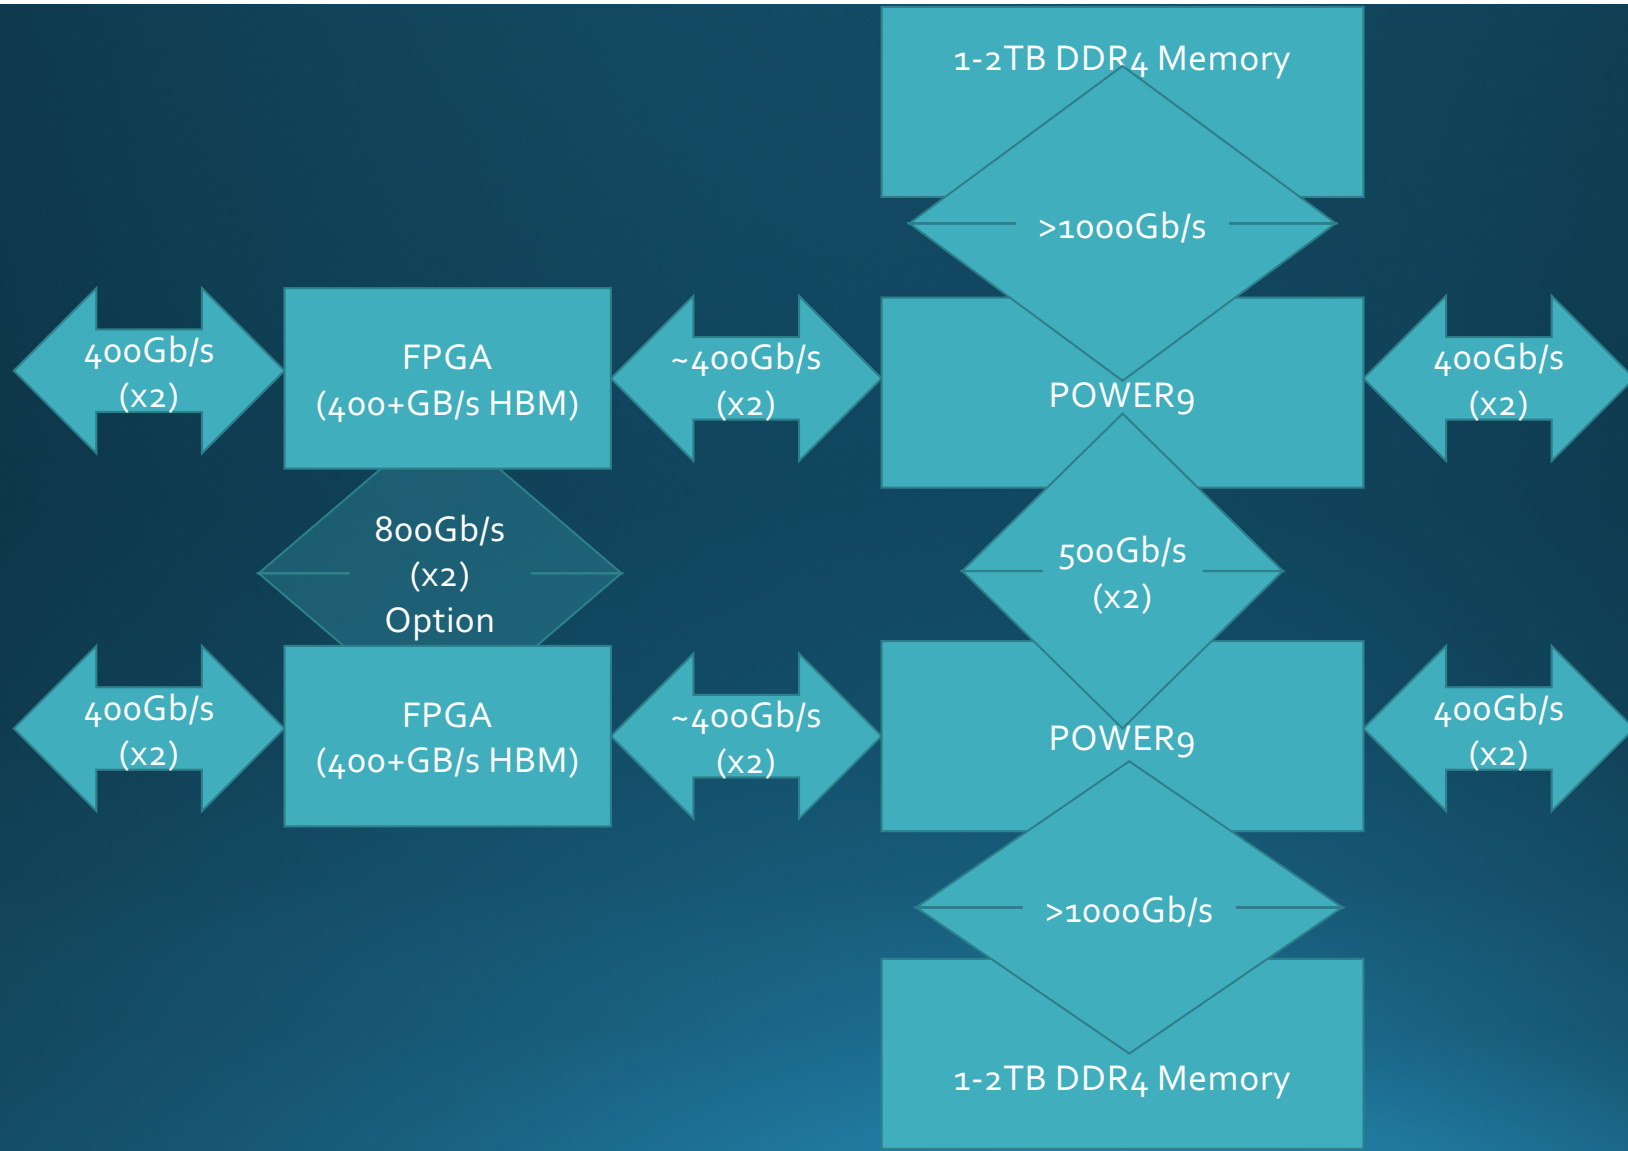 1-2TB DDR4 Memory
>1000Gb/s
400Gb/s
(x2)
FPGA
(400+GB/s HBM)
~400Gb/s
(x2)
POWER9
400Gb/s
(x2)
800Gb/s
(x2)
Option
500Gb/s
(x2)
400Gb/s
(x2)
FPGA
(400+GB/s HBM)
~400Gb/s
(x2)
POWER9
400Gb/s
(x2)
>1000Gb/s
1-2TB DDR4 Memory